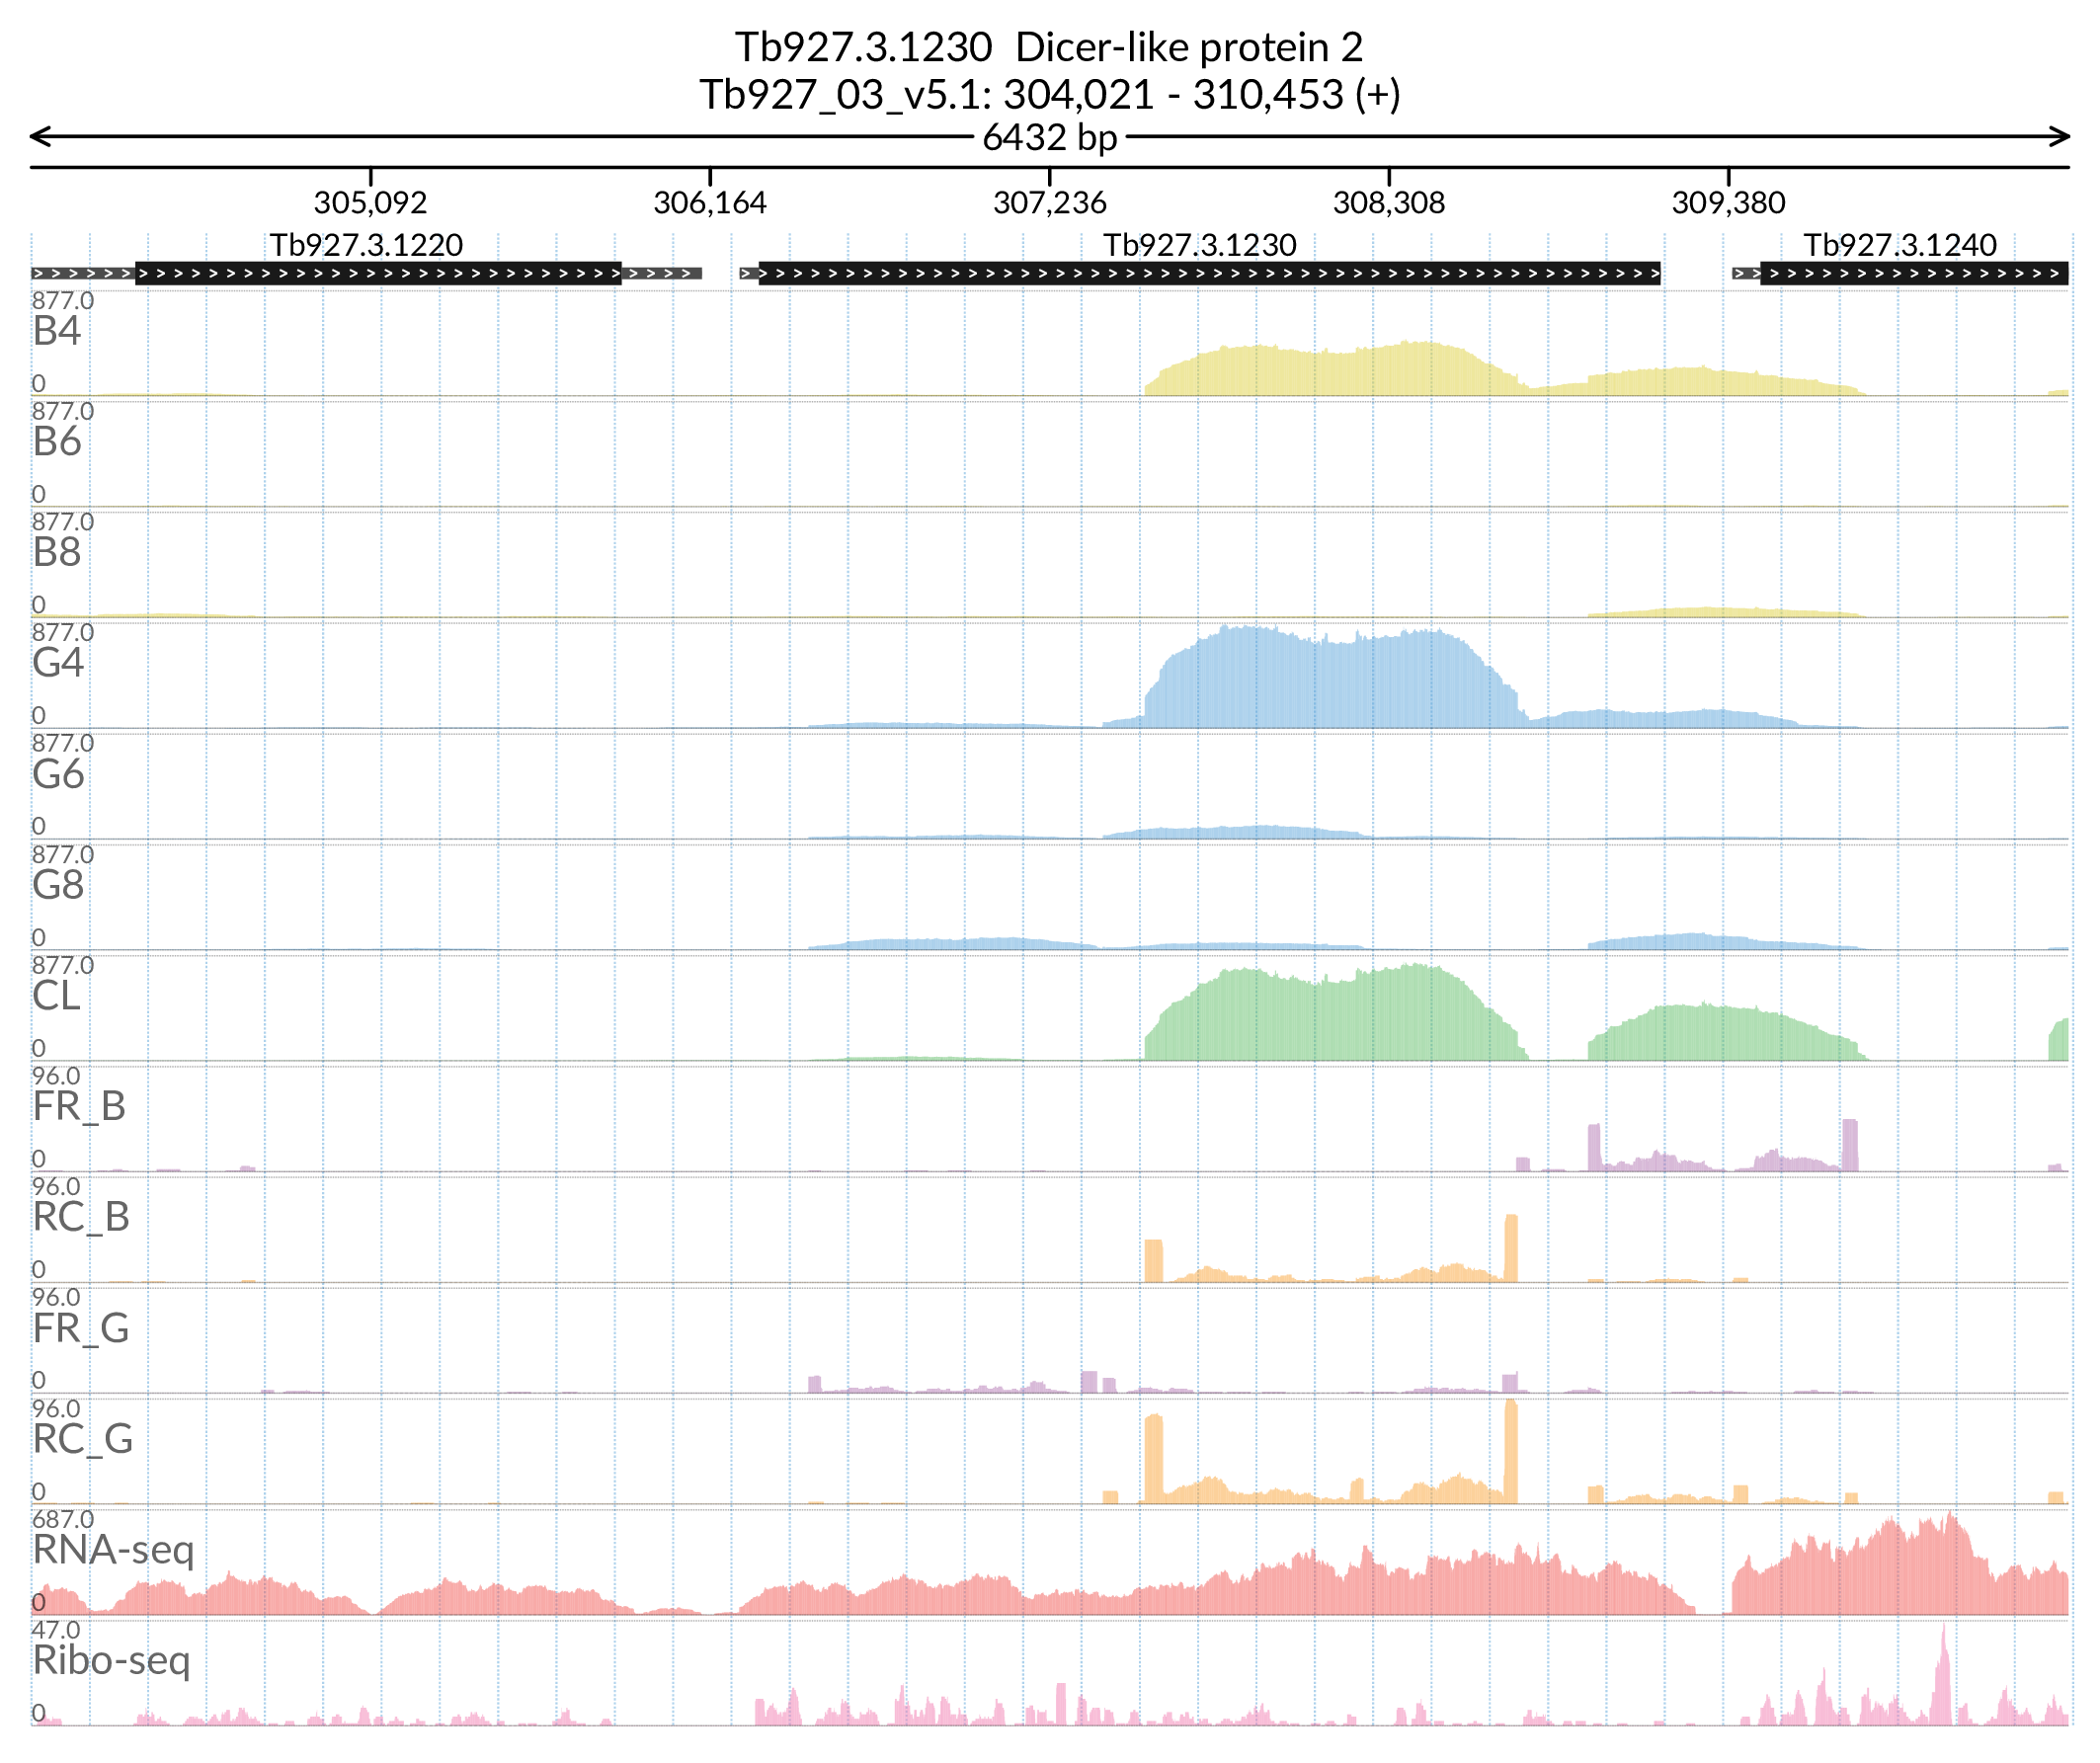 Tb927.3.1230  Dicer-like protein 2
Tb927_03_v5.1: 304,021 - 310,453 (+)
6432 bp
305,092 306,164 307,236 308,308 309,380
Tb927.3.1220 Tb927.3.1230 Tb927.3.1240
877.0
B4
0
877.0
B6
0
877.0
B8
0
877.0
G4
0
877.0
G6
0
877.0
G8
0
877.0
CL
0
96.0
FR_B
0
96.0
RC_B
0
96.0
FR_G
0
96.0
RC_G
0
687.0
RNA-seq
0
47.0
Ribo-seq
0